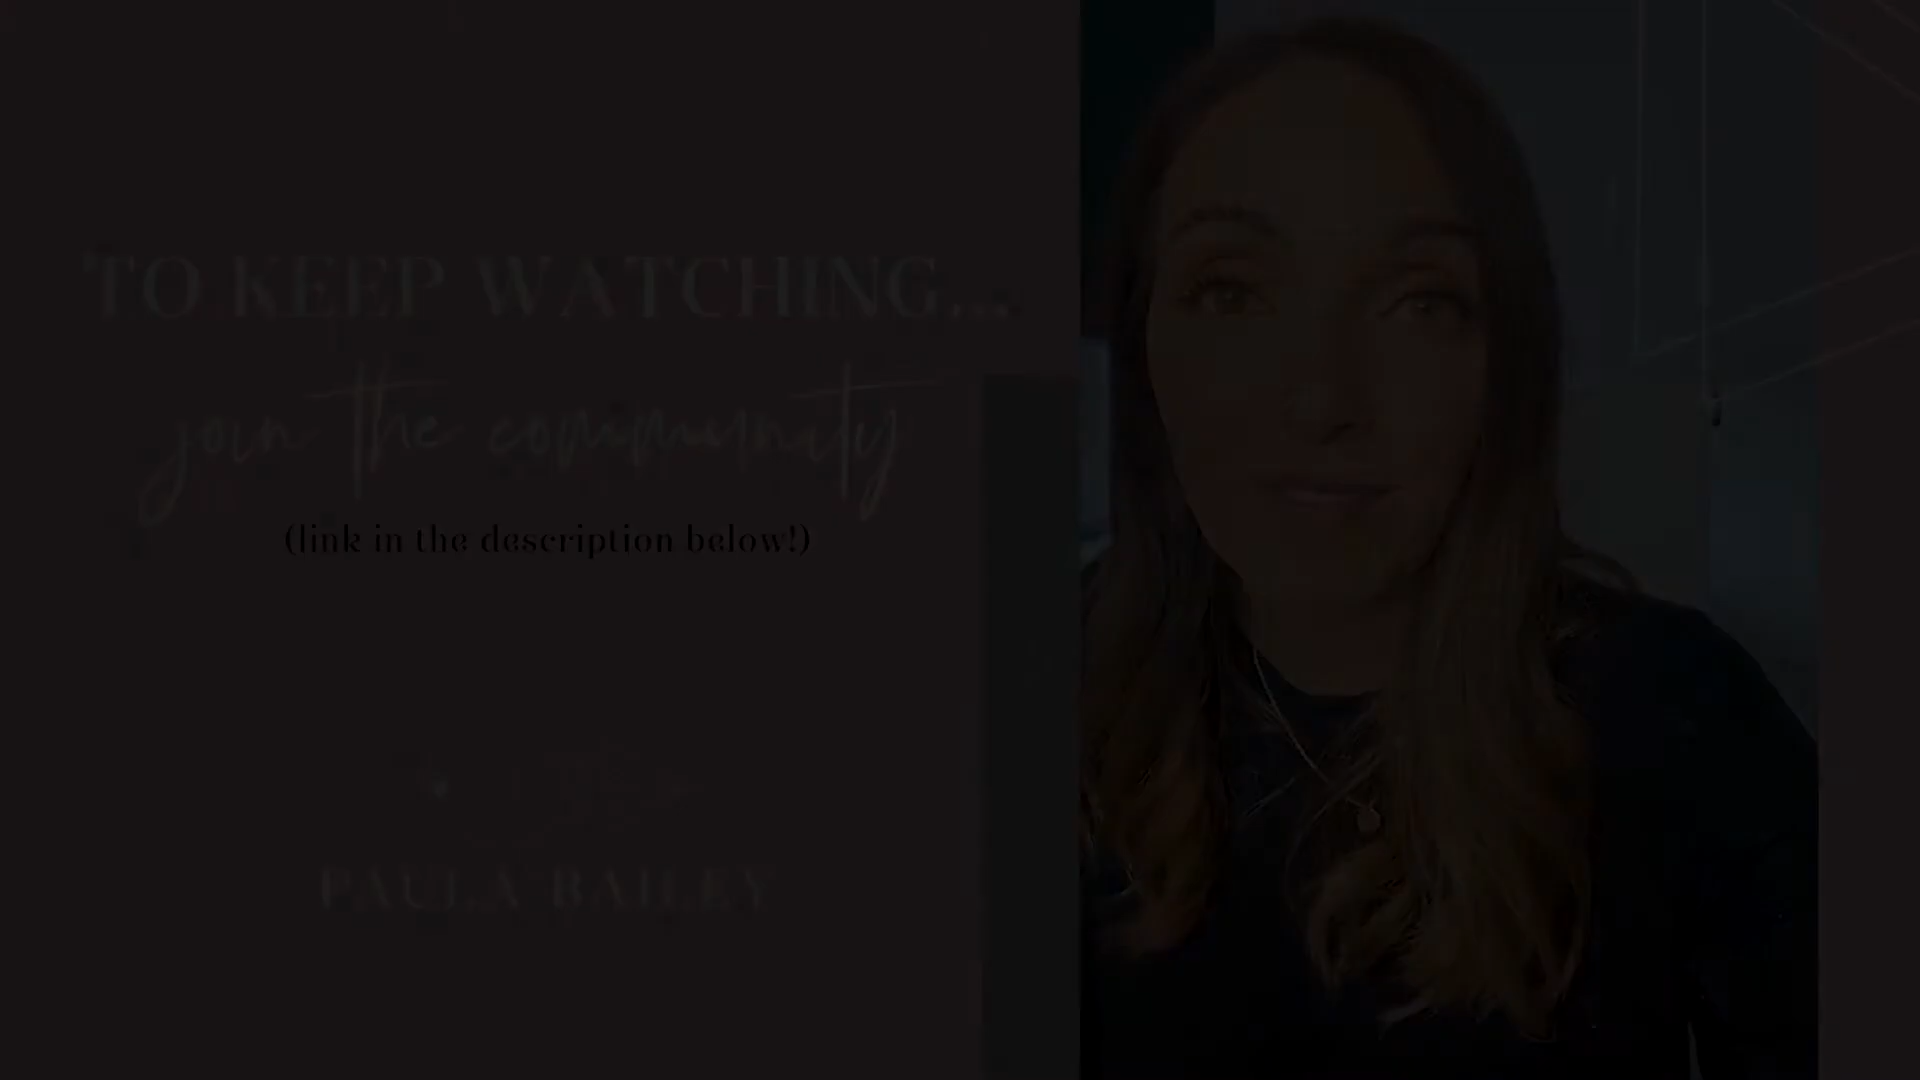 TO KEEP WATCHING...
join the community
(link in the description below!)
PAULA BAILEY